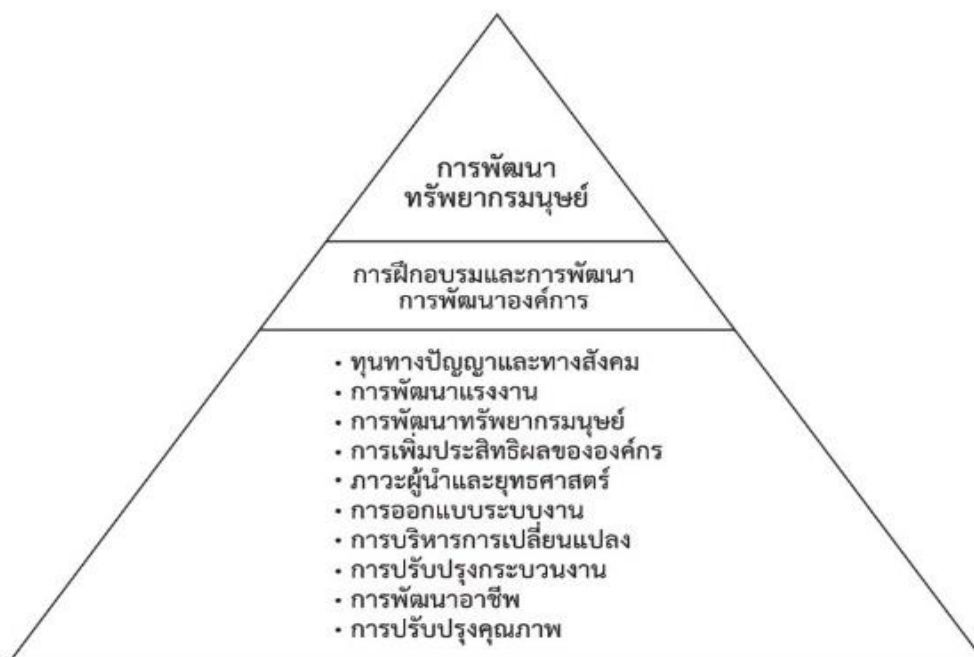 การพัฒนา
ทรัพยากรมนุษย์
การฝึกอบรมและการพัฒนา
การพัฒนาองค์การ
• ทุนทางปัญญาและทางสังคม
• การพัฒนาแรงงาน
• การพัฒนาทรัพยากรมนุษย์
• การเพิ่มประสิทธิผลขององค์กร
• ภาวะผู้นำและยุทธศาสตร์
• การออกแบบระบบงาน
• การบริหารการเปลี่ยนแปลง
• การปรับปรุงกระบวนงาน
• การพัฒนาอาชีพ
• การปรับปรุงคุณภาพ